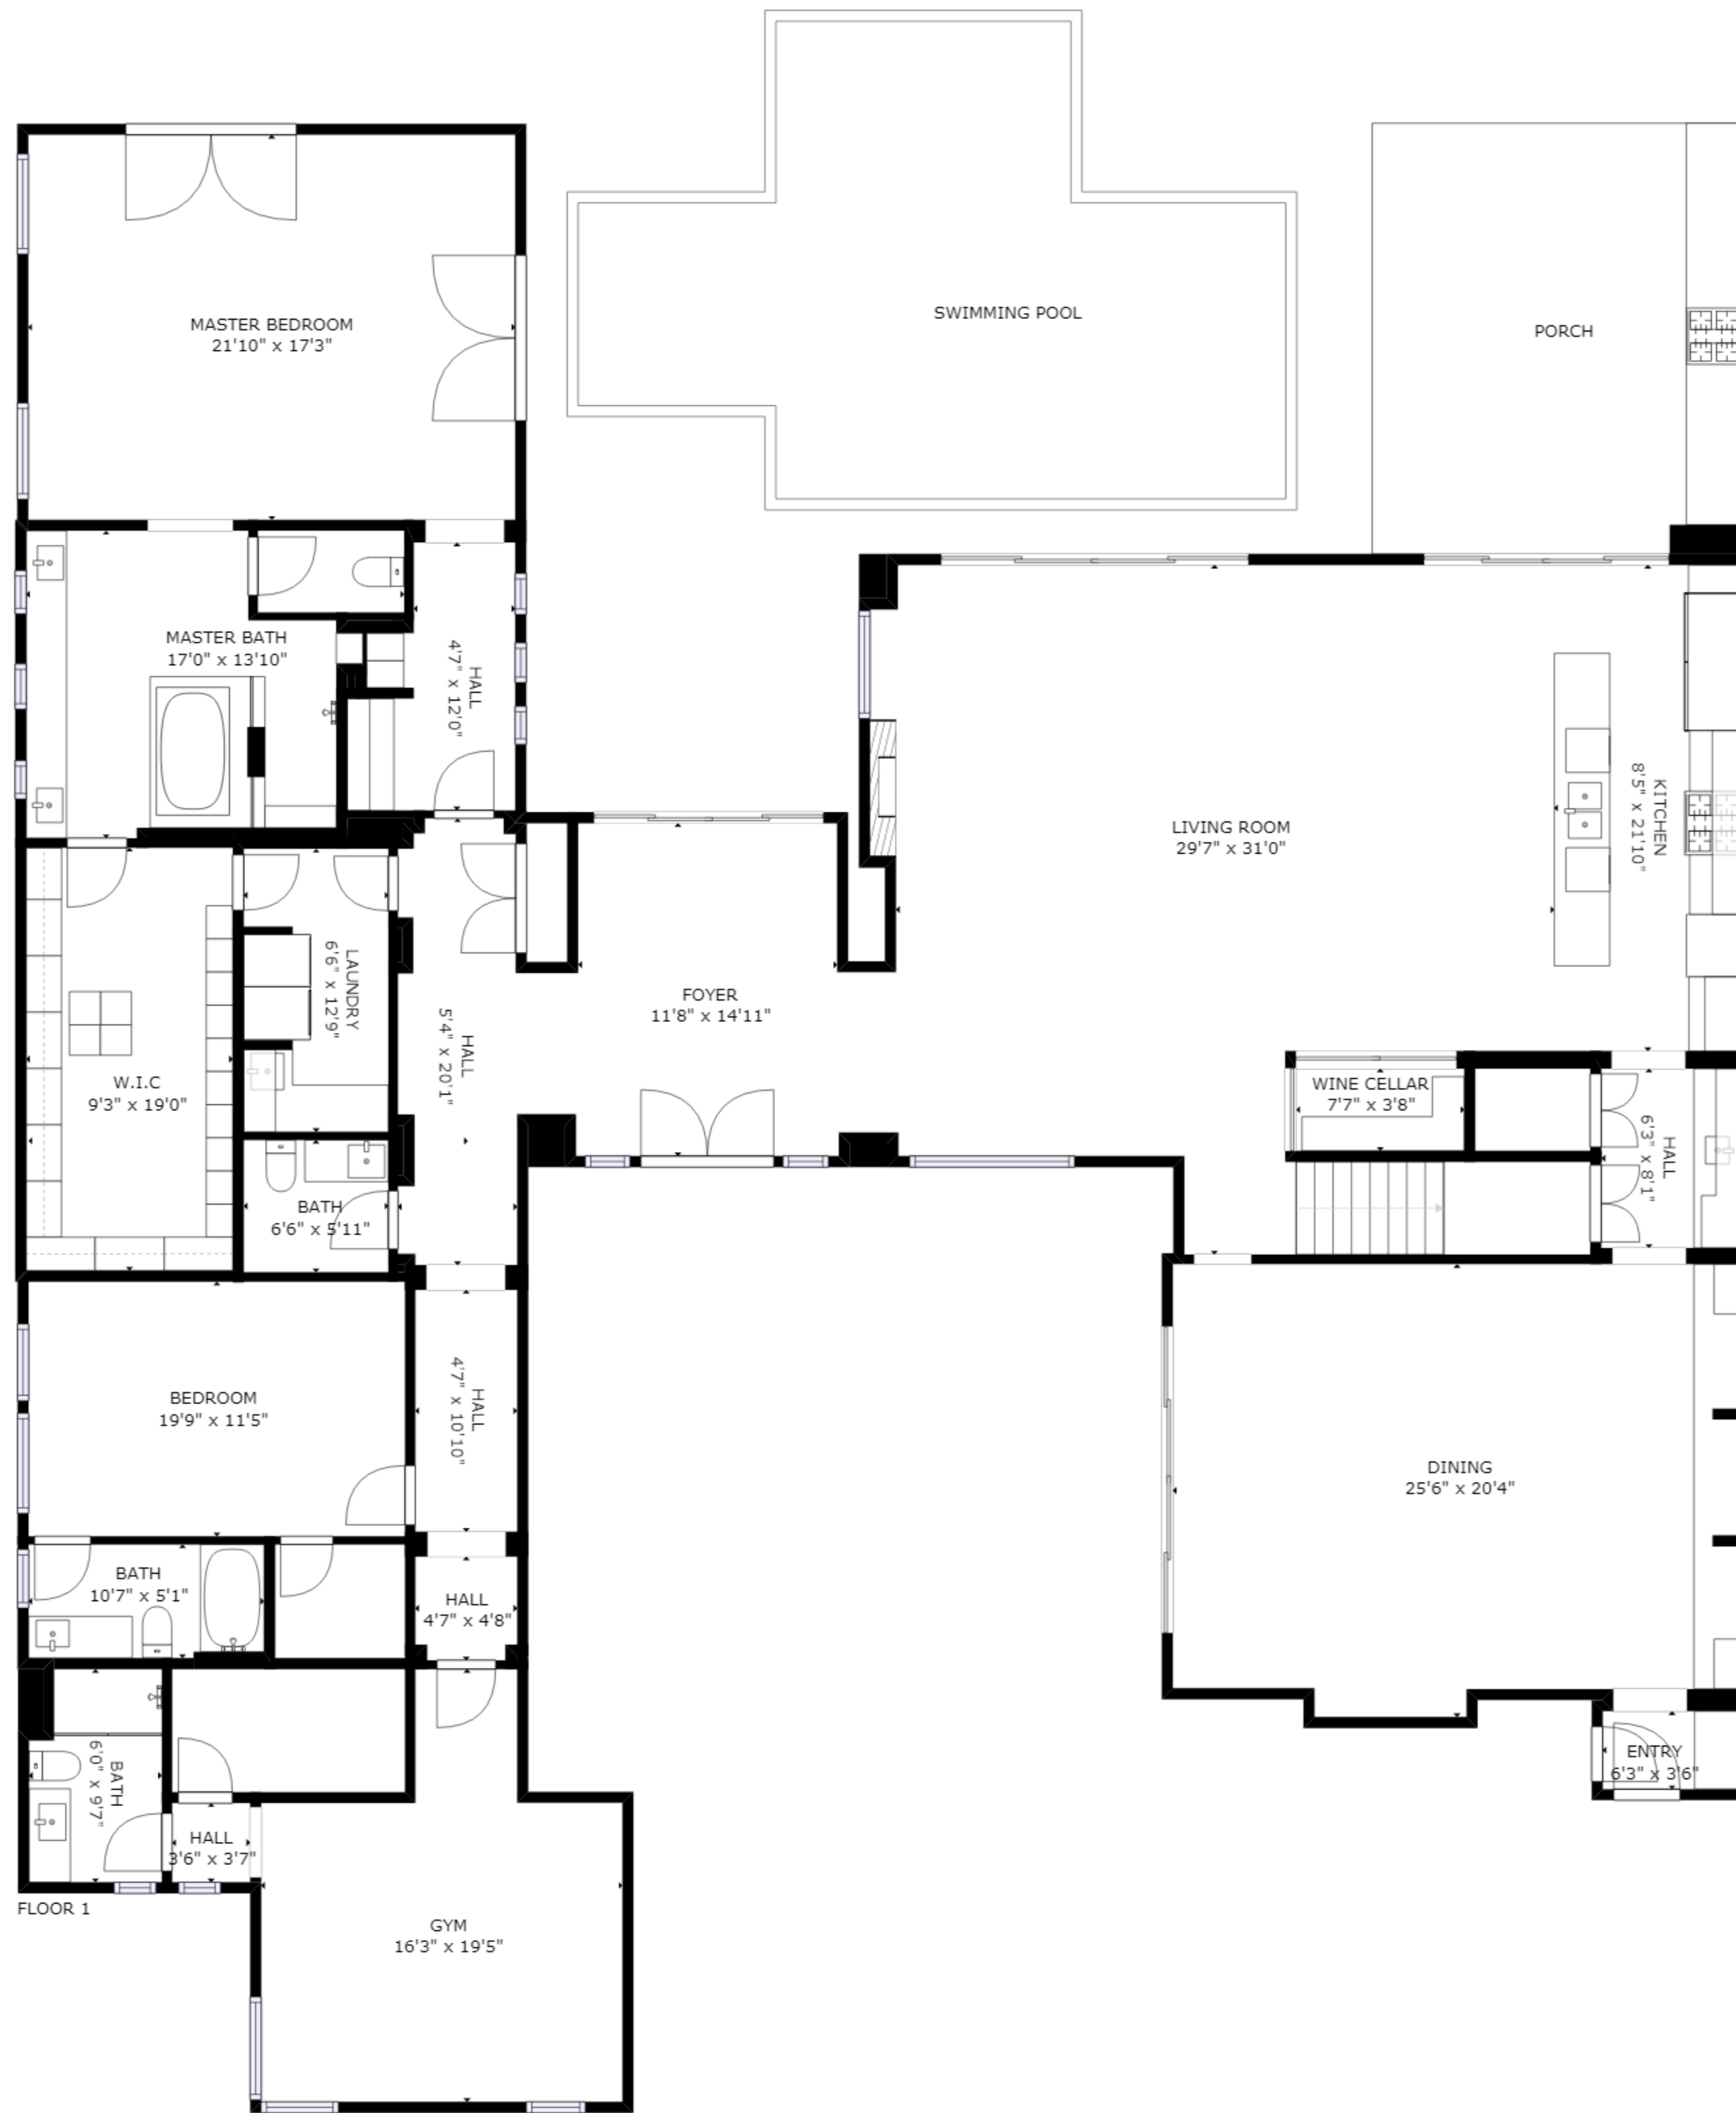 SWIMMING POOL
MASTER BEDROOM
21'10" x 17'3"
PORCH
MASTER BATH
17'0" x 13'10"
HALL
4'7" x 12'0"
KITCHEN
8'5" x 21'10"
LIVING ROOM
29'7" x 31'0"
LAUNDRY
6'6" x 12'9"
FOYER
11'8" x 14'11"
HALL
5'4" x 20'1"
W.I.C
9'3" x 19'0"
WINE CELLAR
7'7" x 3'8"
HALL
6'3" x 8'1"
BATH
6'6" x 5'11"
BEDROOM
19'9" x 11'5"
HALL
4'7" x 10'10"
DINING
25'6" x 20'4"
BATH
10'7" x 5'1"
HALL
4'7" x 4'8"
ENTRY
6'3" x 3'6"
BATH
6'0" x 9'7"
HALL
3'6" x 3'7"
FLOOR 1
GYM
16'3" x 19'5"